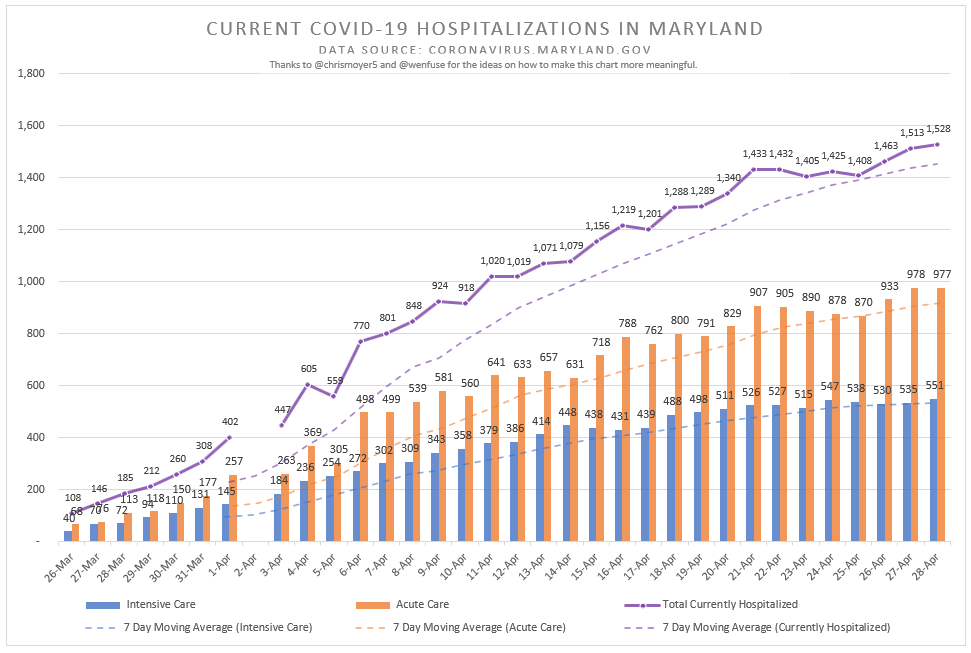 CURRENT COVID-19 HOSPITALIZATIONS IN MARYLAND
DATA SOURCE: CORONAVIRUS.MARYLAND.GOV
Thanks to @chrismoyer5 and @wenfuse for the ideas on how to make this chart more meaningful.
1,800
1,600
1,400
1,200
1,000
800
600
400
200
-
108 146 185 212 260 308 402 447 605 559 770 801 848 924 918 1,020 1,019 1,071 1,079 1,156 1,219 1,201 1,288 1,289 1,340 1,433 1,432 1,405 1,425 1,408 1,463 1,513 1,528
68 76 113 118 150 177 257 263 369 305 498 499 539 581 560 641 633 657 631 718 788 762 800 791 829 907 905 890 878 870 933 978 977
40 70 72 94 110 131 145 184 236 254 272 302 309 343 358 379 386 414 448 438 431 439 488 498 511 526 527 515 547 538 530 535 551
26-Mar 27-Mar 28-Mar 29-Mar 30-Mar 31-Mar 1-Apr 2-Apr 3-Apr 4-Apr 5-Apr 6-Apr 7-Apr 8-Apr 9-Apr 10-Apr 11-Apr 12-Apr 13-Apr 14-Apr 15-Apr 16-Apr 17-Apr 18-Apr 19-Apr 20-Apr 21-Apr 22-Apr 23-Apr 24-Apr 25-Apr 26-Apr 27-Apr 28-Apr
Intensive Care Acute Care Total Currently Hospitalized
7 Day Moving Average (Intensive Care) 7 Day Moving Average (Acute Care) 7 Day Moving Average (Currently Hospitalized)